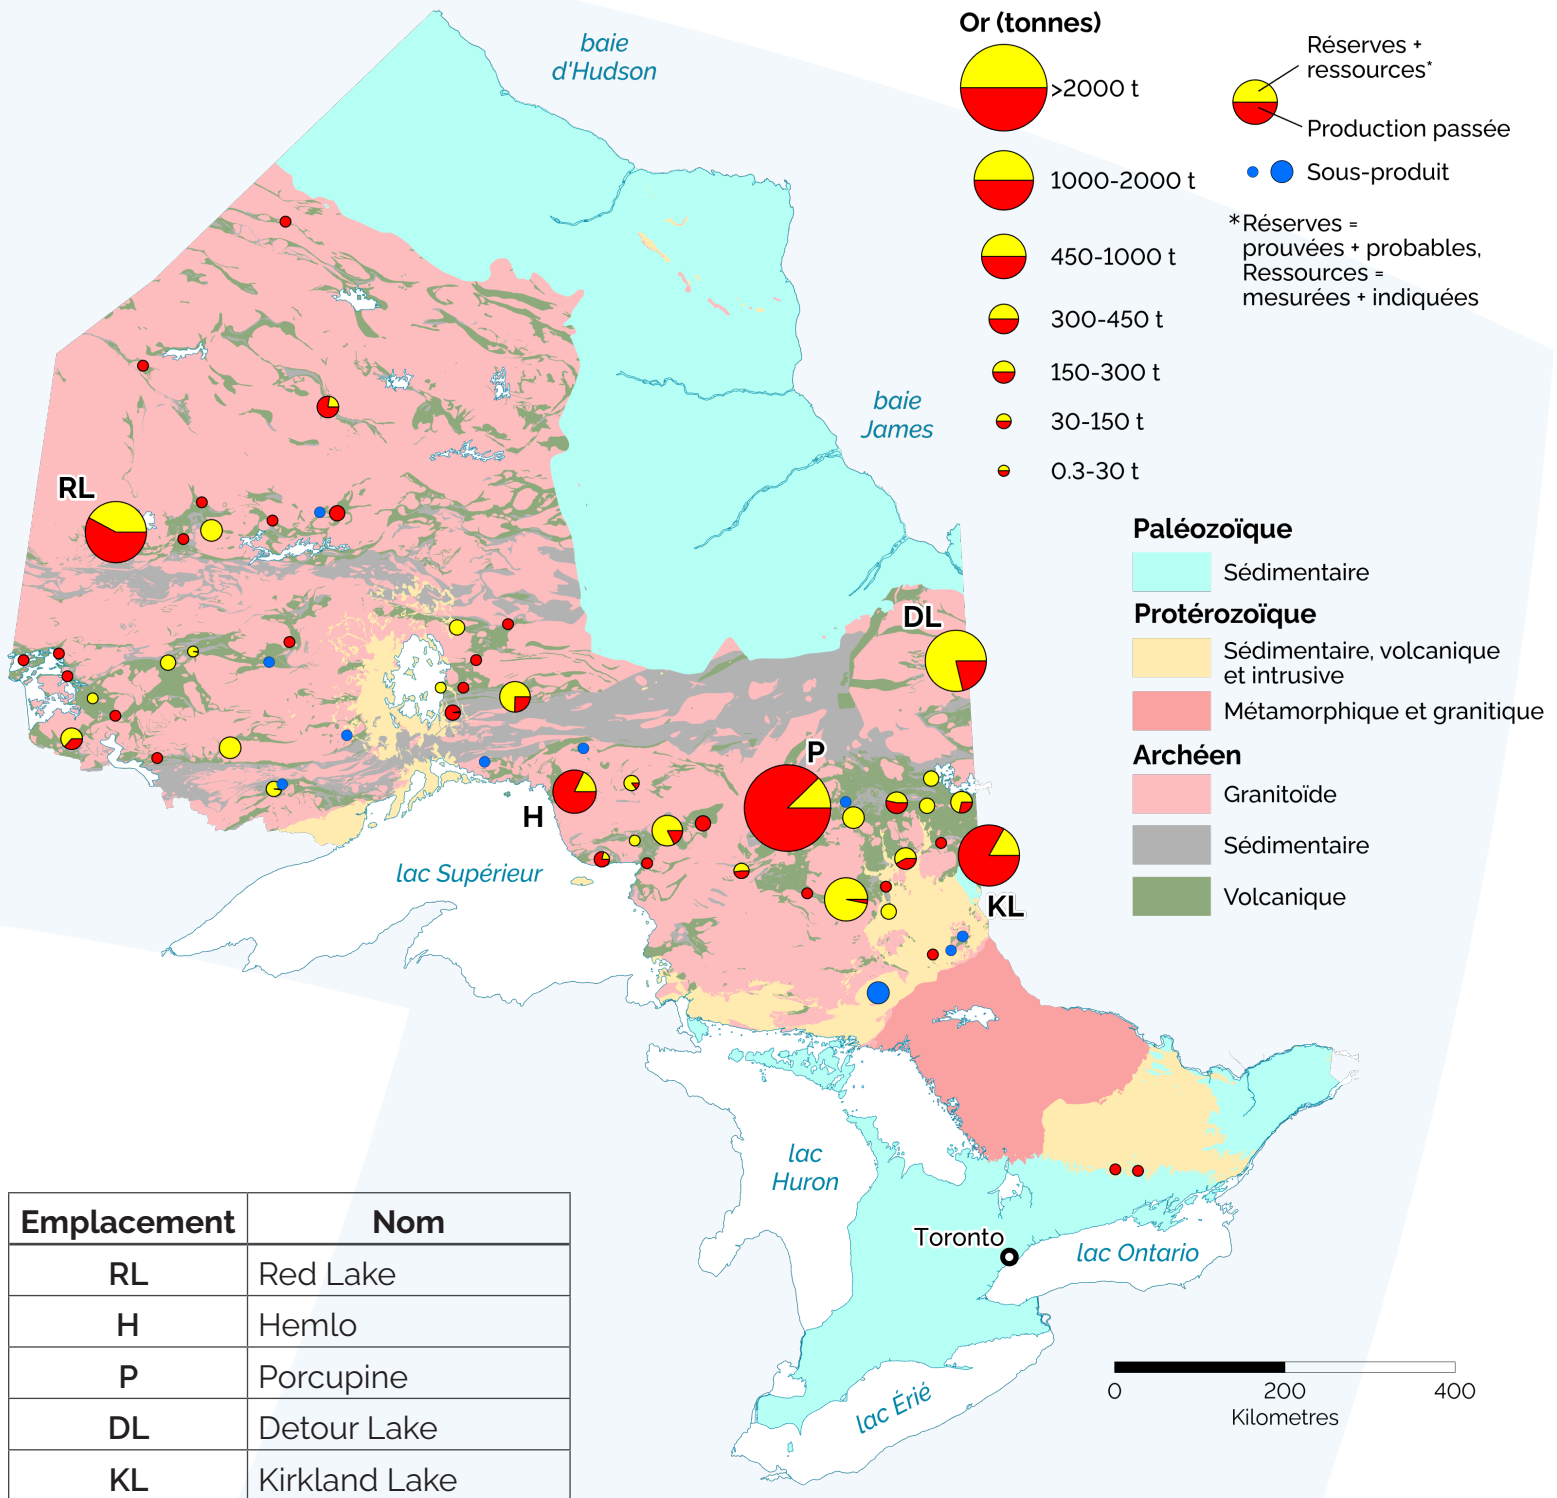 baie
d'Hudson
Or (tonnes)
>2000 t
1000-2000 t
450-1000 t
300-450 t
150-300 t
30-150 t
0.3-30 t
Réserves +
ressources*
Production passée
Sous-produit
*Réserves =
prouvées + probables,
Ressources =
mesurées + indiquées
baie
James
Paléozoïque
Sédimentaire
Protérozoïque
Sédimentaire, volcanique
et intrusive
Métamorphique et granitique
Archéen
Granitoïde
Sédimentaire
Volcanique
RL
DL
P
H
KL
lac Supérieur
lac
Huron
Toronto
lac Ontario
lac Érié
0 200 400
Kilometres
Emplacement Nom
RL Red Lake
H Hemlo
P Porcupine
DL Detour Lake
KL Kirkland Lake